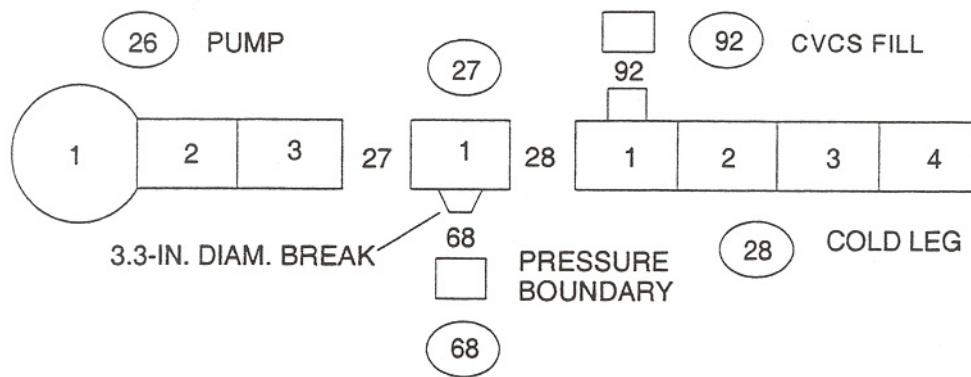 26 PUMP
27
92 CVCS FILL
92
1 2 3 27 1 28 1 2 3 4
3.3-IN. DIAM. BREAK
68
PRESSURE
BOUNDARY
28 COLD LEG
68